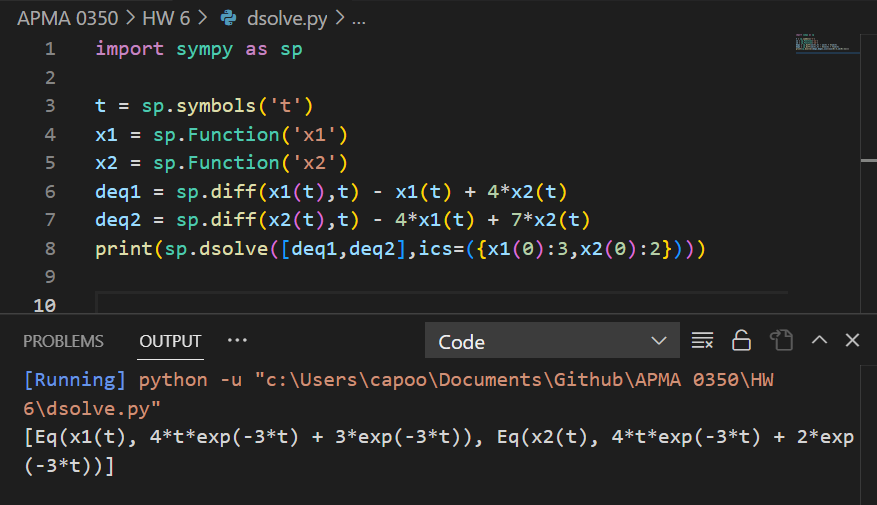 APMA 0350 > HW 6 > dsolve.py > ...
1 import sympy as sp
2
3 t = sp.symbols('t')
4 x1 = sp.Function('x1')
5 x2 = sp.Function('x2')
6 deq1 = sp.diff(x1(t),t) - x1(t) + 4*x2(t)
7 deq2 = sp.diff(x2(t),t) - 4*x1(t) + 7*x2(t)
8 print(sp.dsolve([deq1,deq2],ics=({x1(0):3,x2(0):2})))
9
10
PROBLEMS OUTPUT ··· Code
[Running] python -u "c:\Users\capoo\Documents\Github\APMA 0350\HW
6\dsolve.py"
[Eq(x1(t), 4*t*exp(-3*t) + 3*exp(-3*t)), Eq(x2(t), 4*t*exp(-3*t) + 2*exp
(-3*t))]